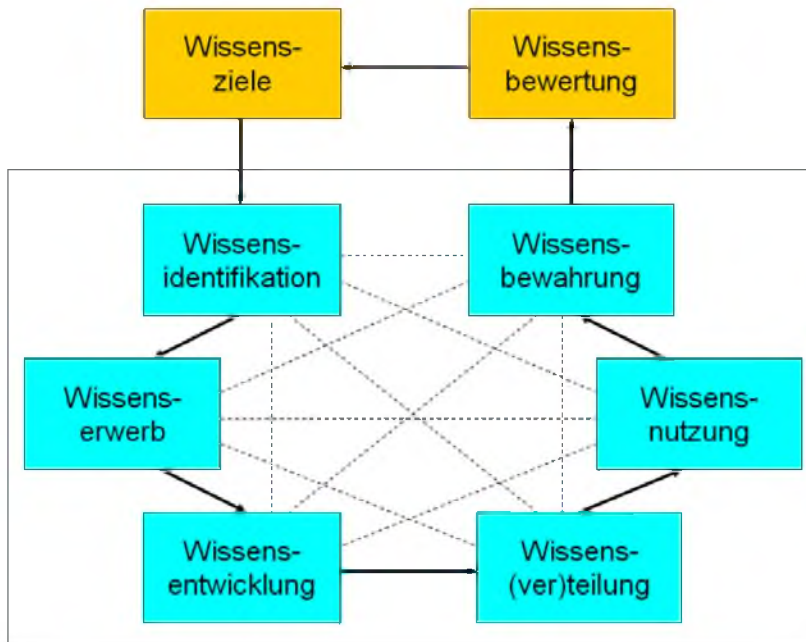 Wissens-
ziele
Wissens-
bewertung
Wissens-
identifikation
Wissens-
bewahrung
Wissens-
erwerb
Wissens-
nutzung
Wissens-
entwicklung
Wissens-
(ver)teilung